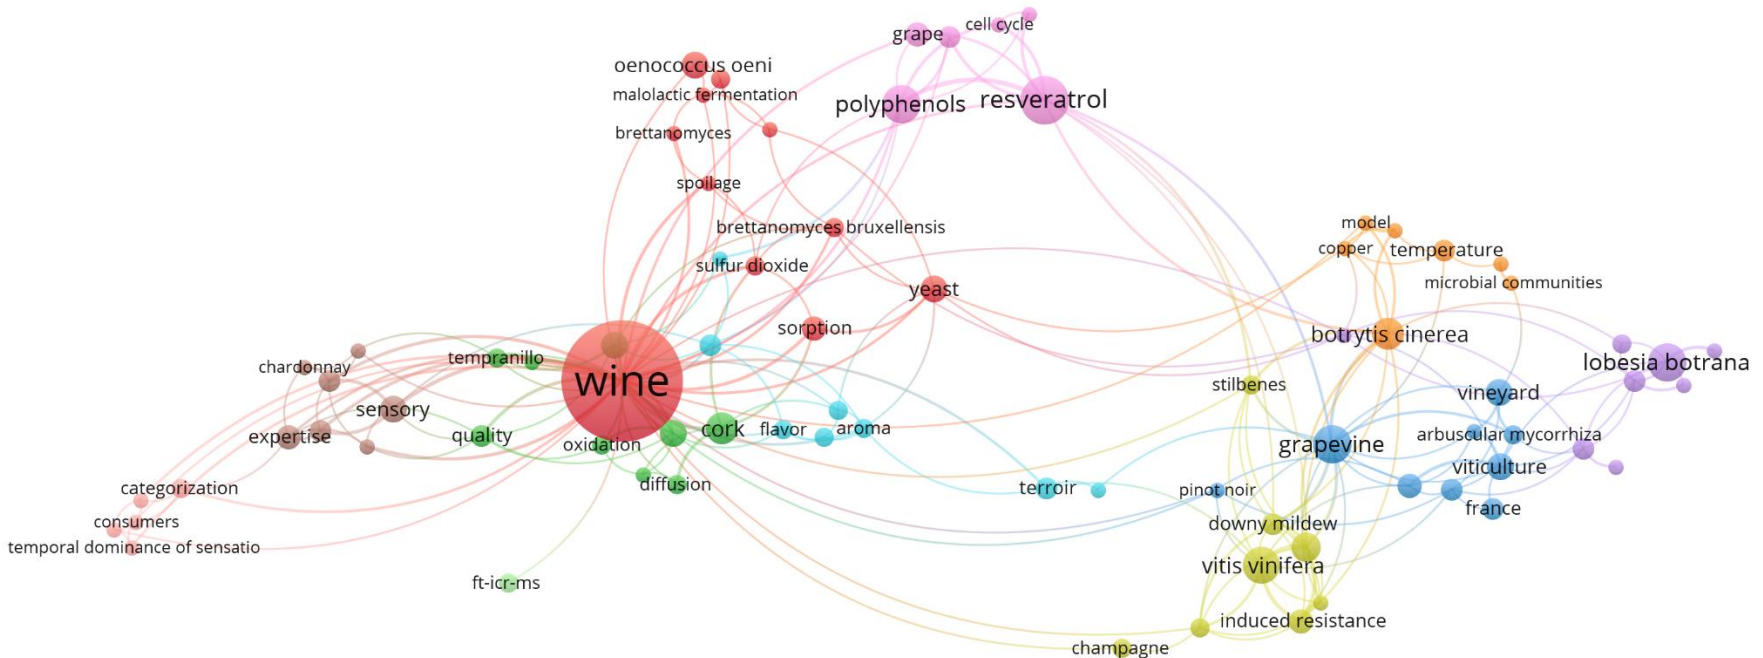 cell cycle
grape
oenococcus oeni
malolactic fermentation
polyphenols
resveratrol
brettanomyces
spoilage
brettanomyces bruxellensis
sulfur dioxide
yeast
sorption
model
copper
temperature
microbial communities
botrytis cinerea
lobesia botrana
tempranillo
chardonnay
wine
sensory
stilbenes
vineyard
expertise
quality
oxidation
cork
flavor
aroma
grapevine
arbuscular mycorrhiza
viticulture
categorization
diffusion
terroir
pinot noir
france
consumers
downy mildew
temporal dominance of sensatio
vitis vinifera
ft-icr-ms
induced resistance
champagne